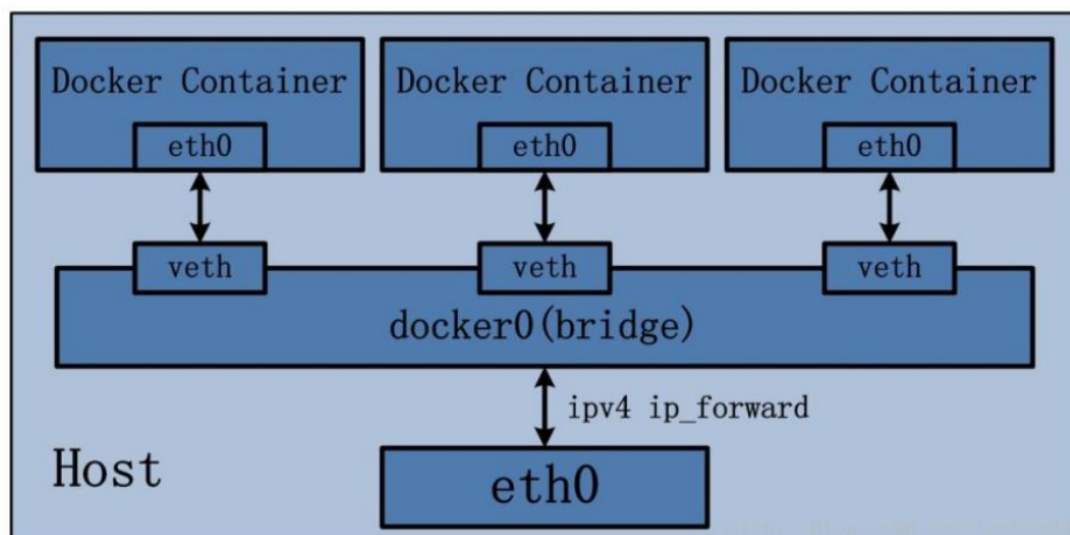 Docker Container
Docker Container
Docker Container
eth0
eth0
eth0
veth
veth
veth
docker0(bridge)
ipv4 ip_forward
Host
eth0